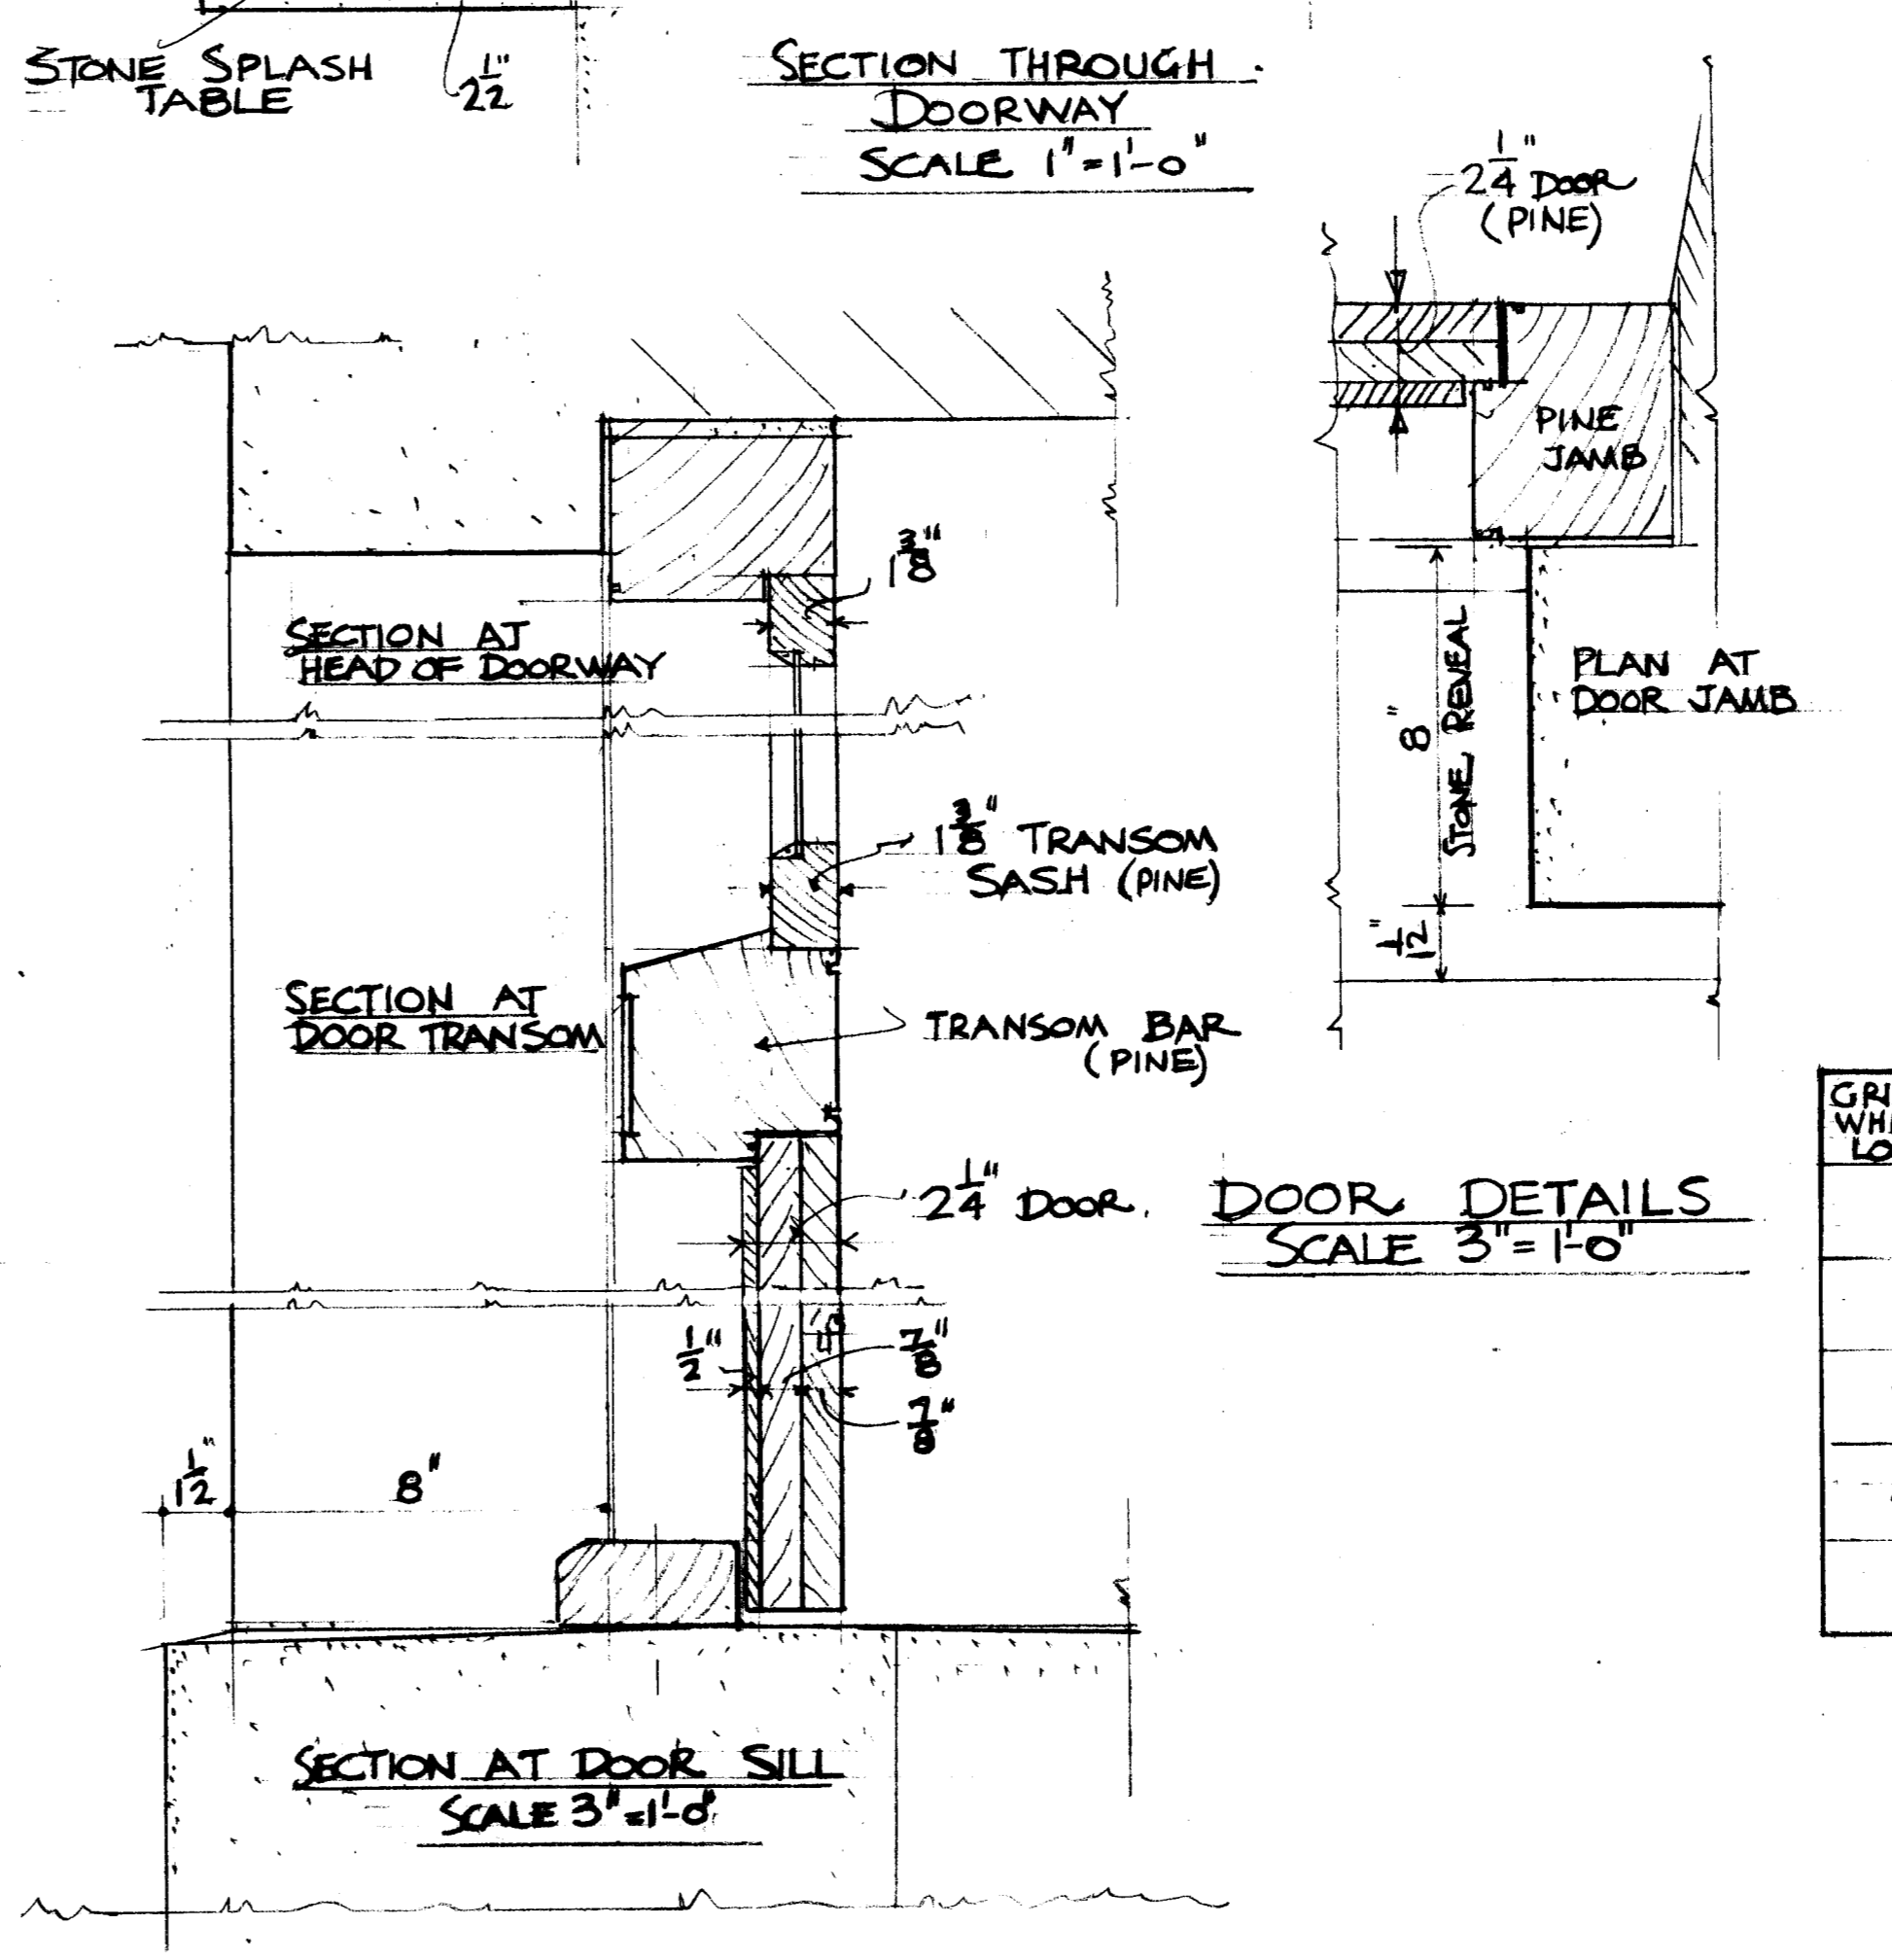 STONE SPLASH
TABLE
2 1/2"
SECTION THROUGH
DOORWAY
SCALE 1"=1'-0"
2 1/4" DOOR
(PINE)
PINE
JAMB
1 3/8"
SECTION AT
HEAD OF DOORWAY
STONE REVEAL
8"
PLAN AT
DOOR JAMB
1 3/8" TRANSOM
SASH (PINE)
1 1/2"
SECTION AT
DOOR TRANSOM
TRANSOM BAR
(PINE)
GRI
WH
LO
2 1/4" DOOR.
DOOR DETAILS
SCALE 3"=1'-0"
1/2"
7/8"
7/8"
1 1/2"
8"
SECTION AT DOOR SILL
SCALE 3"=1'-0"